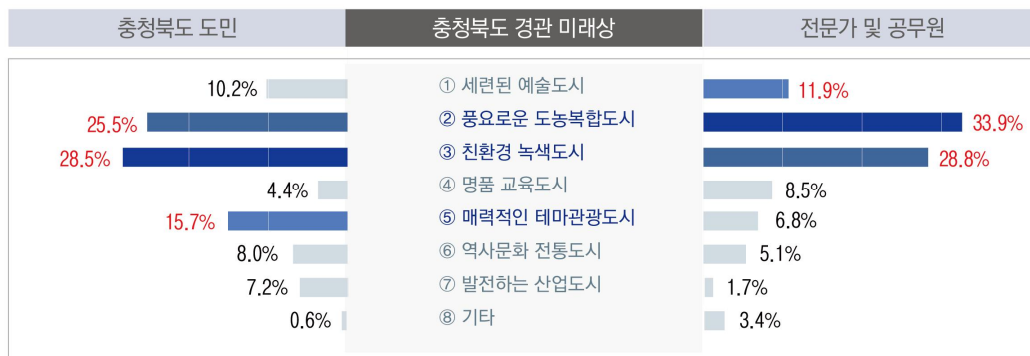 충청북도 도민 충청북도 경관 미래상 전문가 및 공무원
10.2% ① 세련된 예술도시 11.9%
25.5% ② 풍요로운 도농복합도시 33.9%
28.5% ③ 친환경 녹색도시 28.8%
4.4% ④ 명품 교육도시 8.5%
15.7% ⑤ 매력적인 테마관광도시 6.8%
8.0% ⑥ 역사문화 전통도시 5.1%
7.2% ⑦ 발전하는 산업도시 1.7%
0.6% ⑧ 기타 3.4%